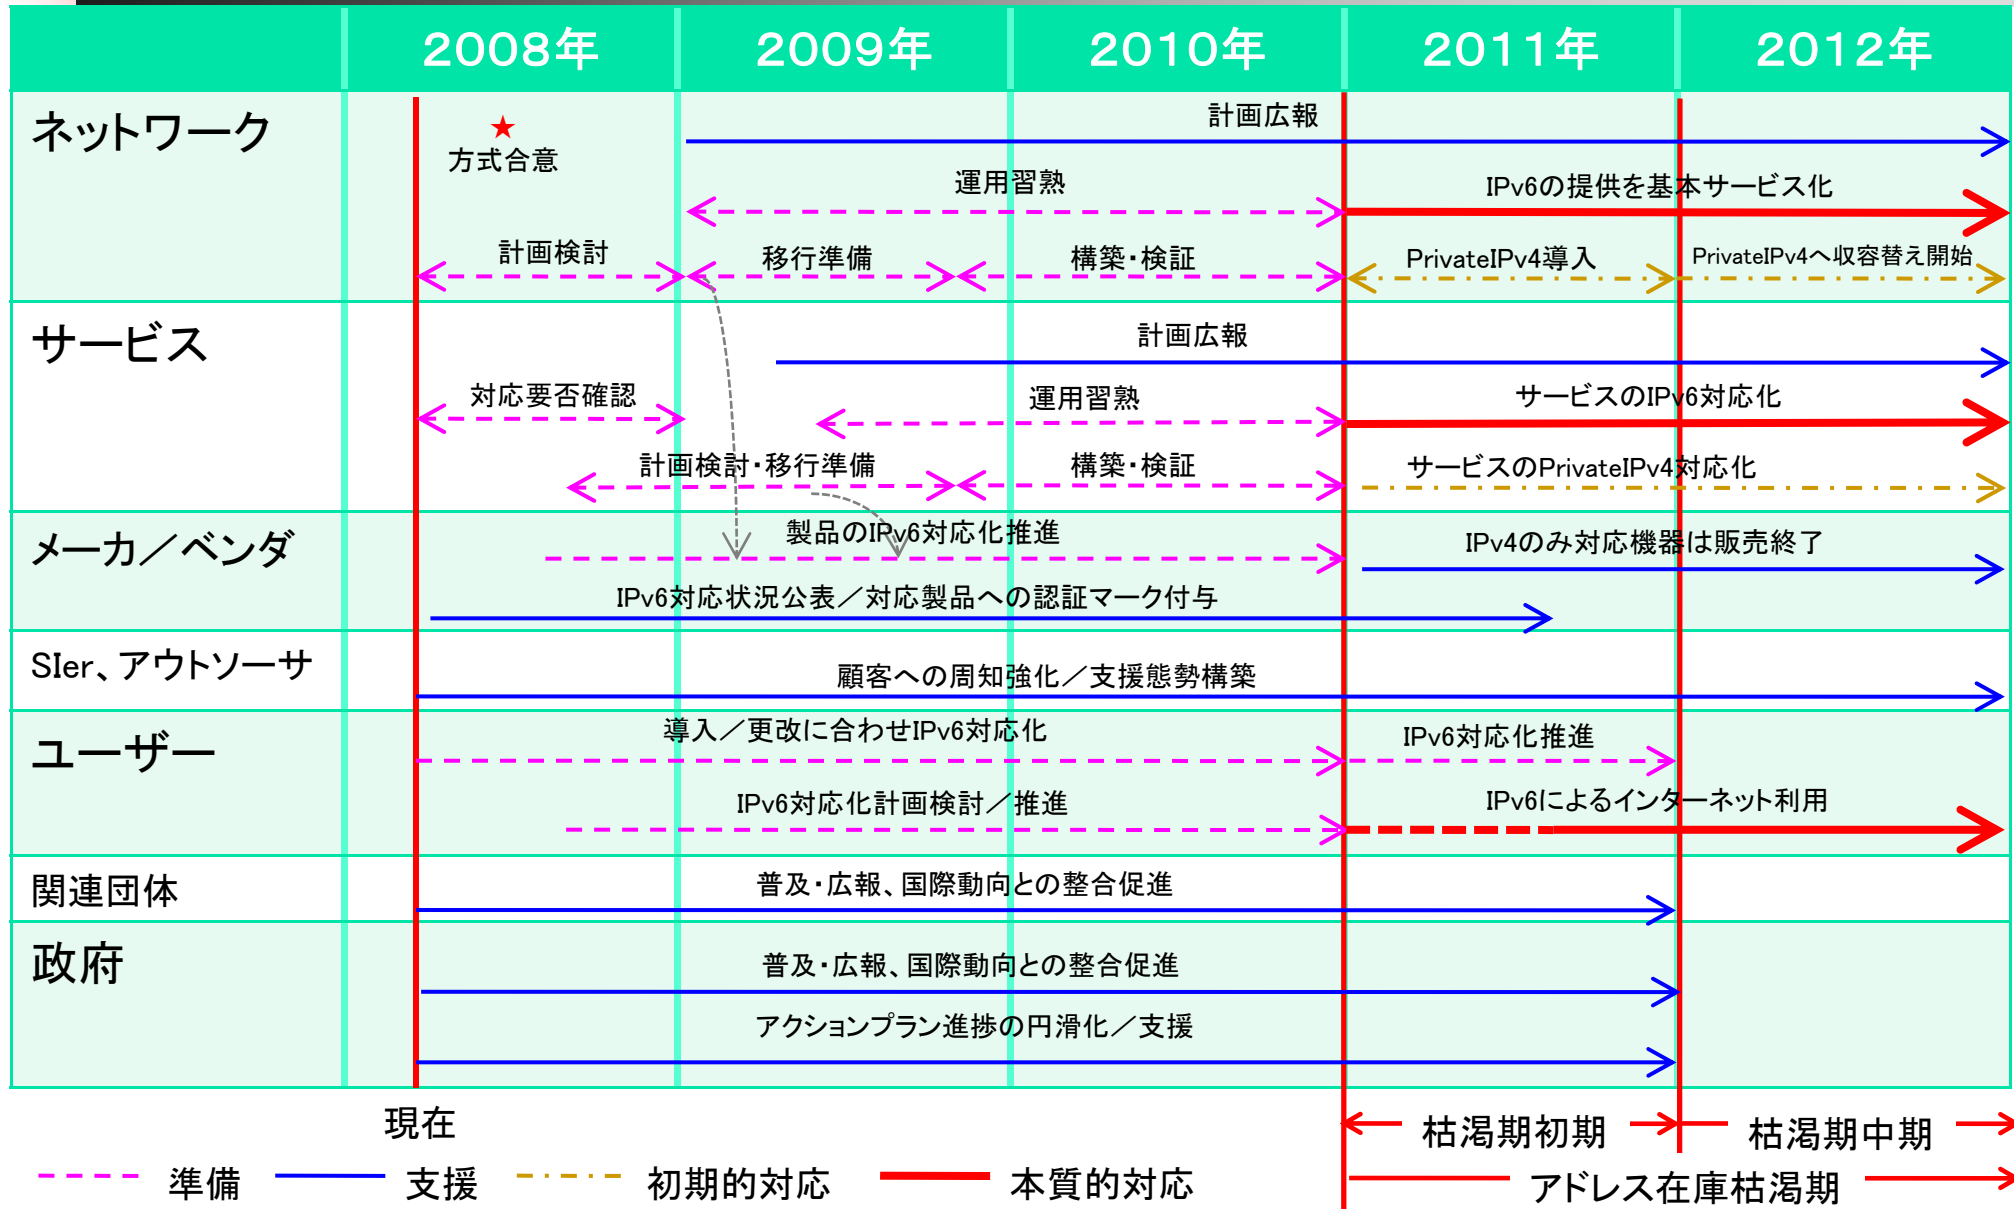 2008年
2009年
2010年
2011年
2012年
ネットワーク
計画広報
★
方式合意
運用習熟
IPv6の提供を基本サービス化
計画検討
移行準備
構築・検証
PrivateIPv4導入
PrivateIPv4へ収容替え開始
サービス
計画広報
対応要否確認
運用習熟
サービスのIPv6対応化
計画検討・移行準備
構築・検証
サービスのPrivateIPv4対応化
メーカ／ベンダ
製品のIPv6対応化推進
IPv4のみ対応機器は販売終了
IPv6対応状況公表／対応製品への認証マーク付与
SIer、アウトソーサ
顧客への周知強化／支援態勢構築
ユーザー
導入／更改に合わせIPv6対応化
IPv6対応化推進
IPv6対応化計画検討／推進
IPv6によるインターネット利用
関連団体
普及・広報、国際動向との整合促進
政府
普及・広報、国際動向との整合促進
アクションプラン進捗の円滑化／支援
現在
枯渇期初期
枯渇期中期
準備
支援
初期的対応
本質的対応
アドレス在庫枯渇期